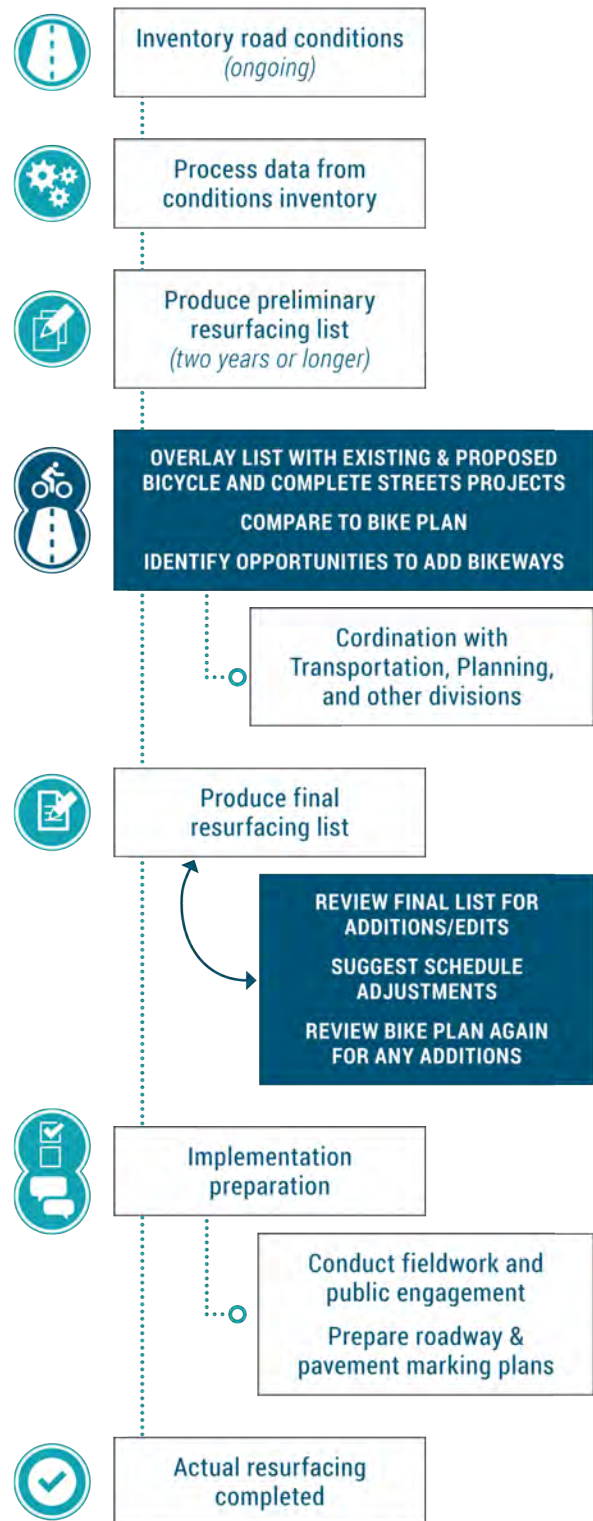 Inventory road conditions
(ongoing)
Process data from
conditions inventory
Produce preliminary
resurfacing list
(two years or longer)
OVERLAY LIST WITH EXISTING & PROPOSED
BICYCLE AND COMPLETE STREETS PROJECTS
COMPARE TO BIKE PLAN
IDENTIFY OPPORTUNITIES TO ADD BIKEWAYS
Cordination with
Transportation, Planning,
and other divisions
Produce final
resurfacing list
REVIEW FINAL LIST FOR
ADDITIONS/EDITS
SUGGEST SCHEDULE
ADJUSTMENTS
REVIEW BIKE PLAN AGAIN
FOR ANY ADDITIONS
Implementation
preparation
Conduct fieldwork and
public engagement
Prepare roadway &
pavement marking plans
Actual resurfacing
completed